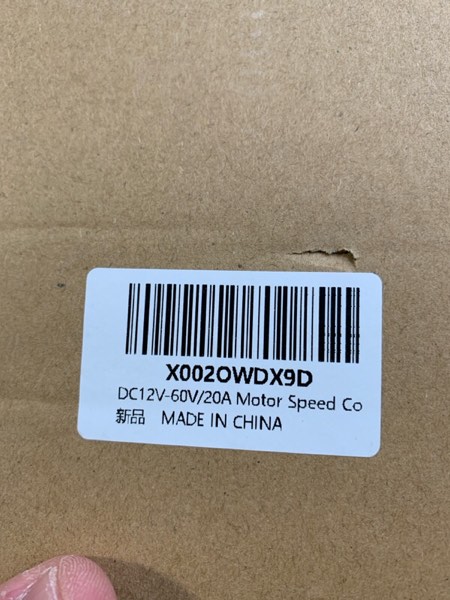 X002OWDX9D
DC12V-60V/20A Motor Speed Co
新品 MADE IN CHINA